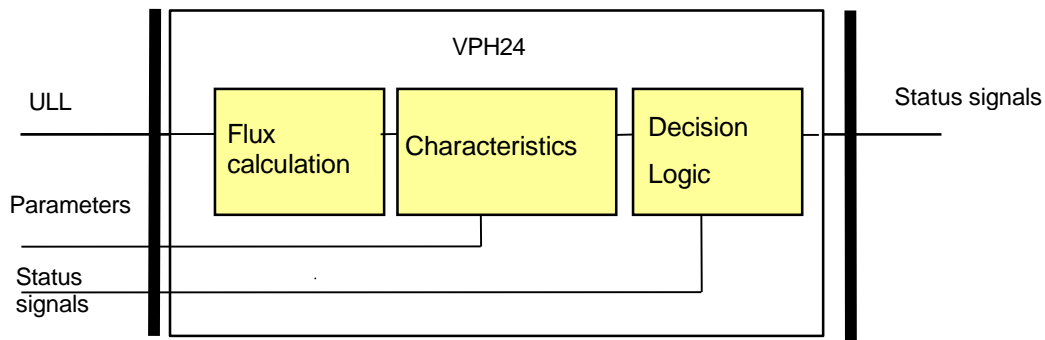 VPH24
ULL
Status signals
Flux
calculation
Characteristics
Decision
Logic
Parameters
Status
signals